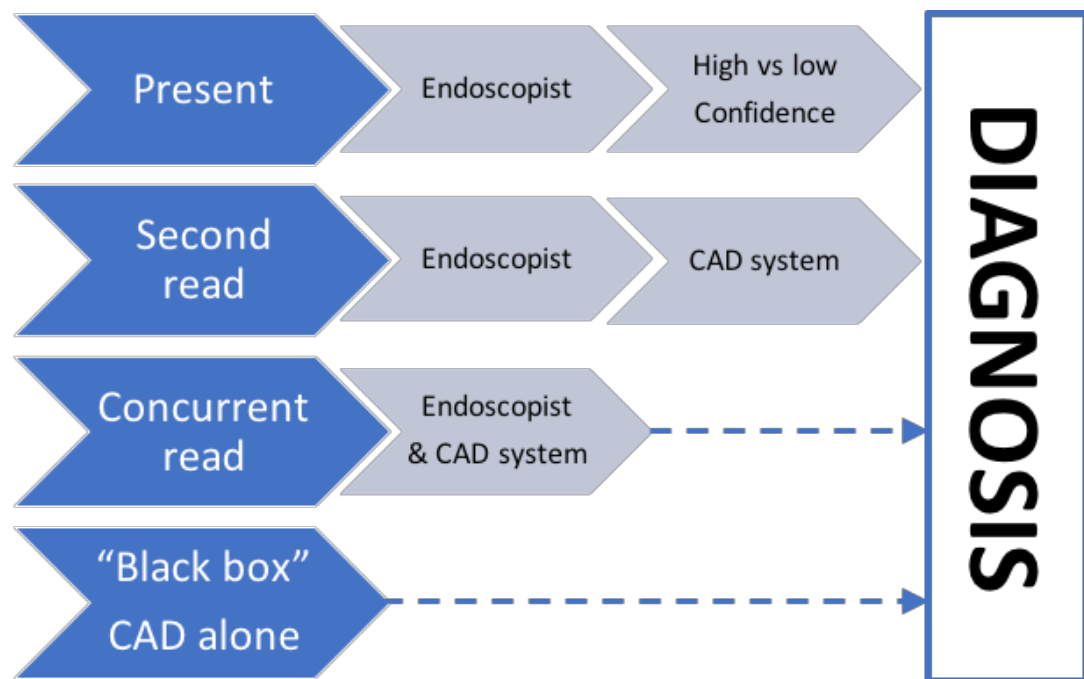 Present
Endoscopist
High vs low
Confidence
Second
read
Endoscopist
CAD system
Concurrent
read
Endoscopist
& CAD system
“Black box”
CAD alone
DIAGNOSIS